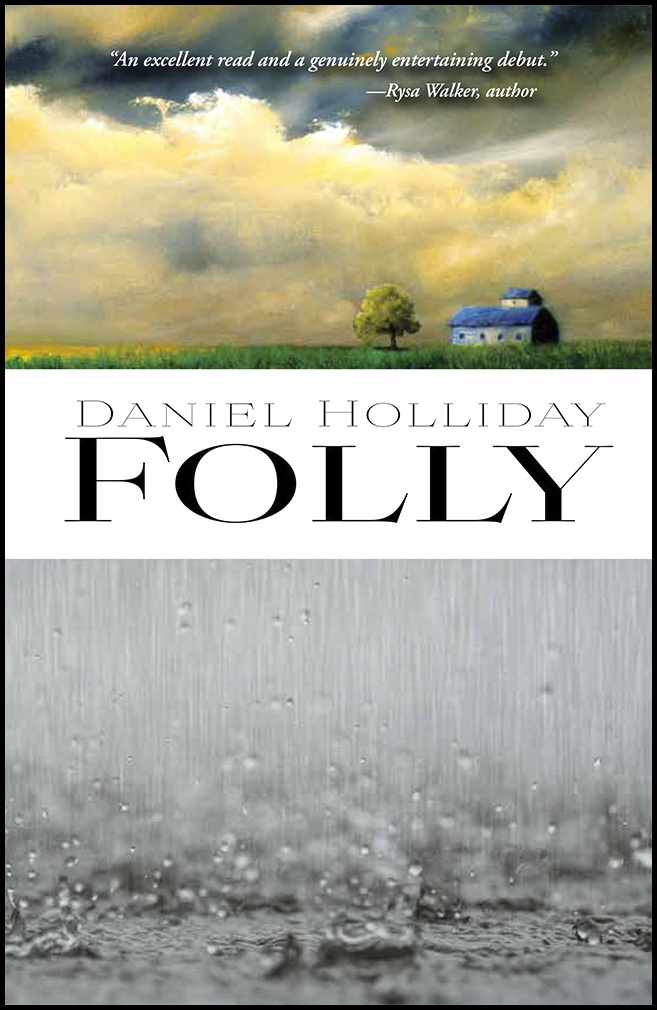 “An excellent read and a genuinely entertaining debut.”
—Rysa Walker, author
DANIEL HOLLIDAY
FOLLY